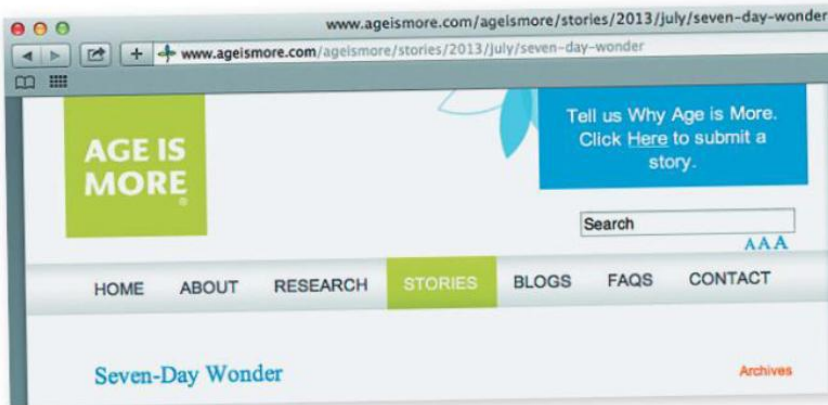 www.ageismore.com/ageismore/stories/2013/july/seven-day-wonder
www.ageismore.com/ageismore/stories/2013/july/seven-day-wonder
AGE IS
MORE
®
Tell us Why Age is More.
Click Here to submit a
story.
Search
A A A
HOME ABOUT RESEARCH STORIES BLOGS FAQS CONTACT
Seven-Day Wonder
Archives